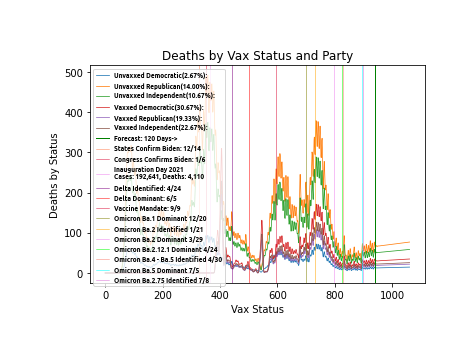 Deaths by Vax Status and Party
Deaths by Vax Status
500
400
300
200
100
0
Unvaxxed Democratic(2.67%):
Unvaxxed Republican(14.00%):
Unvaxxed Independent(10.67%):
Vaxxed Democratic(30.67%):
Vaxxed Republican(19.33%):
Vaxxed Independent(22.67%):
Forecast: 120 Days->
States Confirm Biden: 12/14
Congress Confirms Biden: 1/6
Inauguration Day 2021
Cases: 192,641, Deaths: 4,110
Delta Identified: 4/24
Delta Dominant: 6/5
Vaccine Mandate: 9/9
Omicron Ba.1 Dominant 12/20
Omicron Ba.2 Identified 1/21
Omicron Ba.2 Dominant 3/29
Omicron Ba.2.12.1 Dominant 4/24
Omicron Ba.4 - Ba.5 Identified 4/30
Omicron Ba.5 Dominant 7/5
Omicron Be.2.75 Identified 7/8
0 200 400 600 800 1000
Vax Status